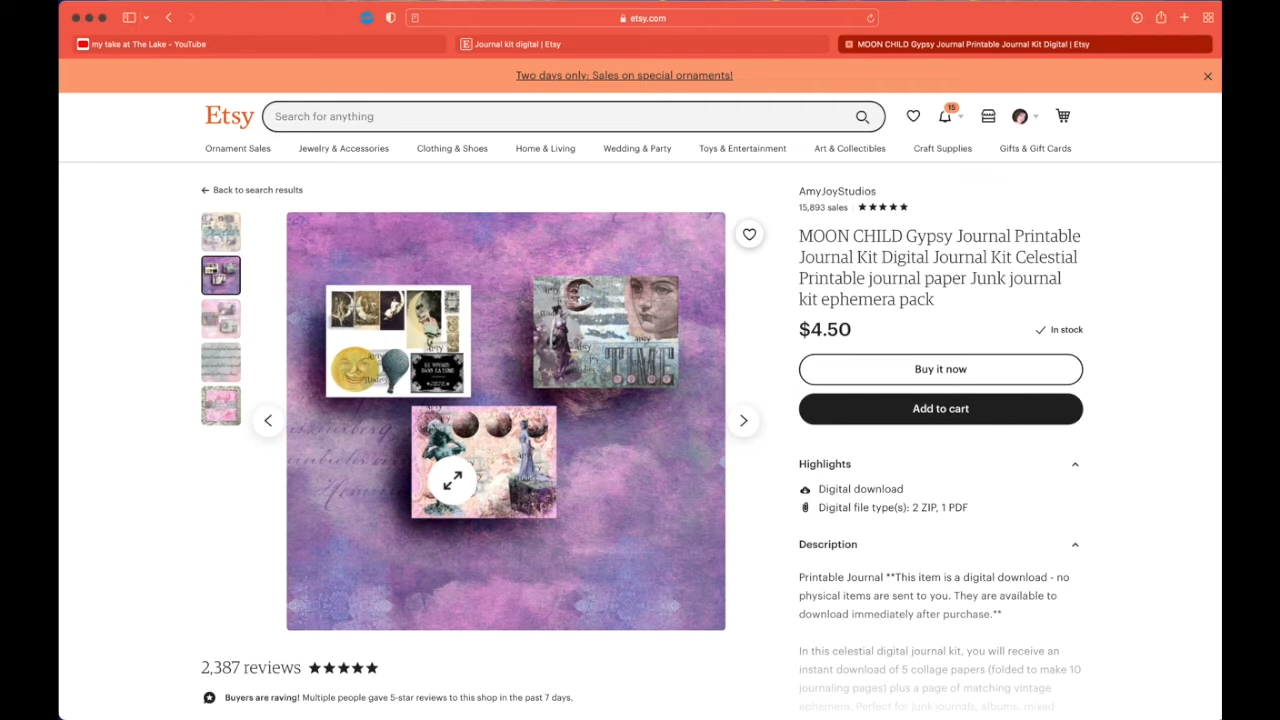 etsy.com
my take at The Lake - YouTube
Journal kit digital | Etsy
MOON CHILD Gypsy Journal Printable Journal Kit Digital | Etsy
Two days only: Sales on special ornaments!
Etsy
Search for anything
15
Ornament Sales
Jewelry & Accessories
Clothing & Shoes
Home & Living
Wedding & Party
Toys & Entertainment
Art & Collectibles
Craft Supplies
Gifts & Gift Cards
Back to search results
AmyJoyStudios
15,893 sales
MOON CHILD Gypsy Journal Printable
Journal Kit Digital Journal Kit Celestial
Printable journal paper Junk journal
kit ephemera pack
$4.50
In stock
Buy it now
Add to cart
Highlights
Digital download
Digital file type(s): 2 ZIP, 1 PDF
Description
Printable Journal **This item is a digital download - no
physical items are sent to you. They are available to
download immediately after purchase.**
In this celestial digital journal kit, you will receive an
instant download of 5 collage papers (folded to make 10
journaling pages) plus a page of matching vintage
ephemera. Perfect for junk journals, albums, mixed
2,387 reviews
Buyers are raving! Multiple people gave 5-star reviews to this shop in the past 7 days.